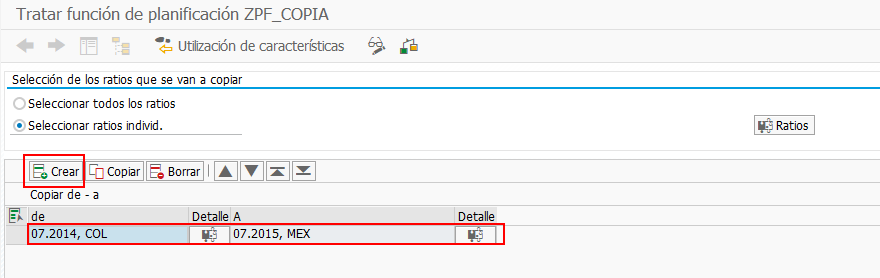 Tratar función de planificación ZPF_COPIA
Utilización de características
Selección de los ratios que se van a copiar
Seleccionar todos los ratios
Seleccionar ratios individ.
Ratios
Crear Copiar Borrar
Copiar de - a
de Detalle A Detalle
07.2014, COL 07.2015, MEX